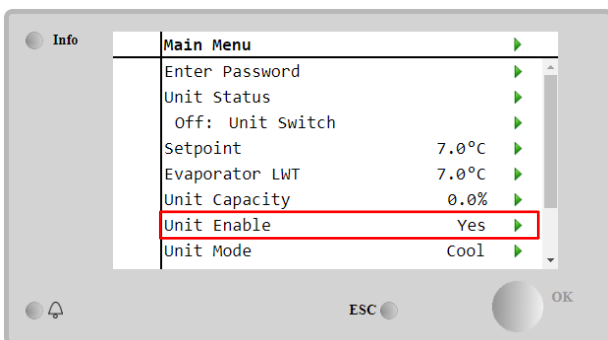 Info
Main Menu
Enter Password
Unit Status
Off: Unit Switch
Setpoint 7.0°C
Evaporator LWT 7.0°C
Unit Capacity 0.0%
Unit Enable Yes
Unit Mode Cool
ESC
OK